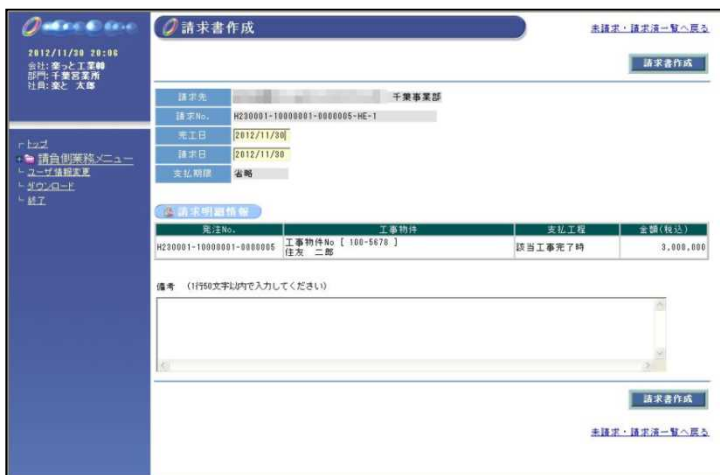 2012/11/30 20:06
会社:楽っと工業㈱
部門:千葉営業所
社員:楽と 太郎
トップ
請負側業務メニュー
ユーザ情報変更
ダウンロード
終了
請求書作成
未請求・請求済一覧へ戻る
請求書作成
請求先 千葉事業部
請求No. H230001-10000001-0000005-HE-1
完工日 2012/11/30
請求日 2012/11/30
支払期限 省略
請求明細情報
発注No. 工事物件 支払工程 金額(税込)
H230001-10000001-0000005 工事物件No [ 100-5678 ] 該当工事完了時 3,000,000
住友 二郎
備考 (1行50文字以内で入力してください)
請求書作成
未請求・請求済一覧へ戻る